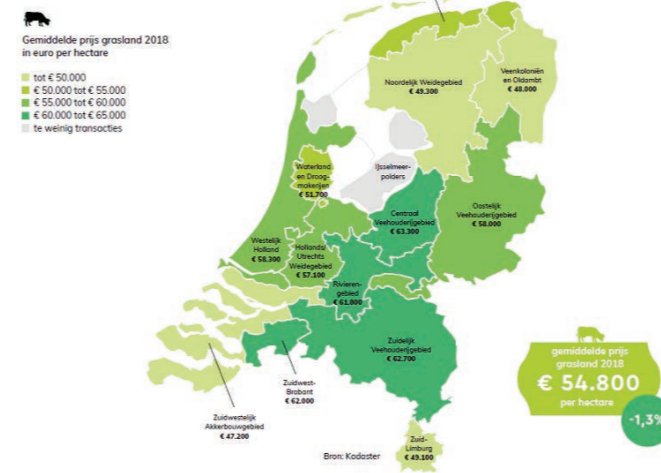 Gemiddelde prijs grasland 2018
in euro per hectare
tot € 50.000
€ 50.000 tot € 55.000
€ 55.000 tot € 60.000
€ 60.000 tot € 65.000
te weinig transacties
Noordelijk Weidegebied
€ 49.300
Veenkoloniën
en Oldambt
€ 48.000
Waterland
en Droog-
makerijen
€ 51.700
IJsselmeer-
polders
Centraal
Veehouderijgebied
€ 63.300
Oostelijk
Veehouderijgebied
€ 58.000
Westelijk
Holland
€ 58.300
Hollands/
Utrechts
Weidegebied
€ 57.100
Rivieren-
gebied
€ 61.800
Zuidelijk
Veehouderijgebied
€ 62.700
Zuidwest-
Brabant
€ 62.000
Zuidwestelijk
Akkerbouwgebied
€ 47.200
Zuid-
Limburg
€ 49.100
Bron: Kadaster
gemiddelde prijs
grasland 2018
€ 54.800
per hectare
-1,3%